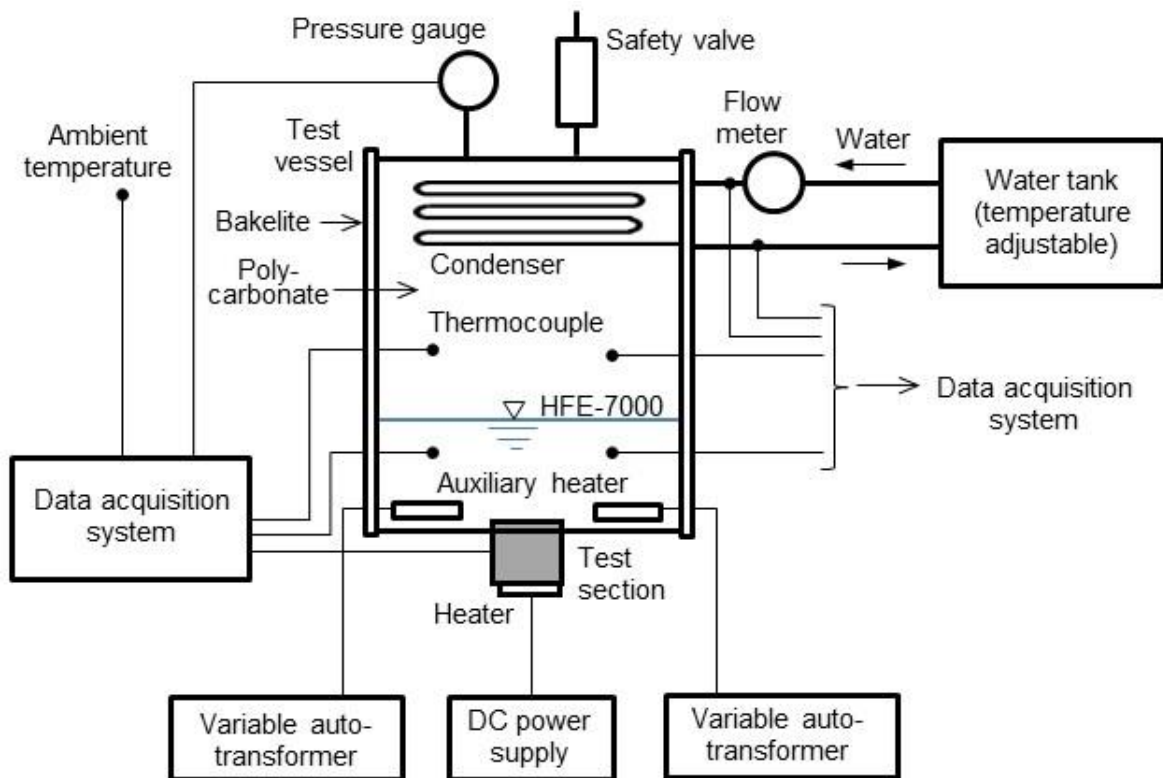 Pressure gauge
Safety valve
Ambient
temperature
Test
vessel
Flow
meter
Water
Bakelite
Water tank
(temperature
adjustable)
Condenser
Poly-
carbonate
Thermocouple
HFE-7000
Data acquisition
system
Auxiliary heater
Data acquisition
system
Test
section
Heater
Variable auto-
transformer
DC power
supply
Variable auto-
transformer